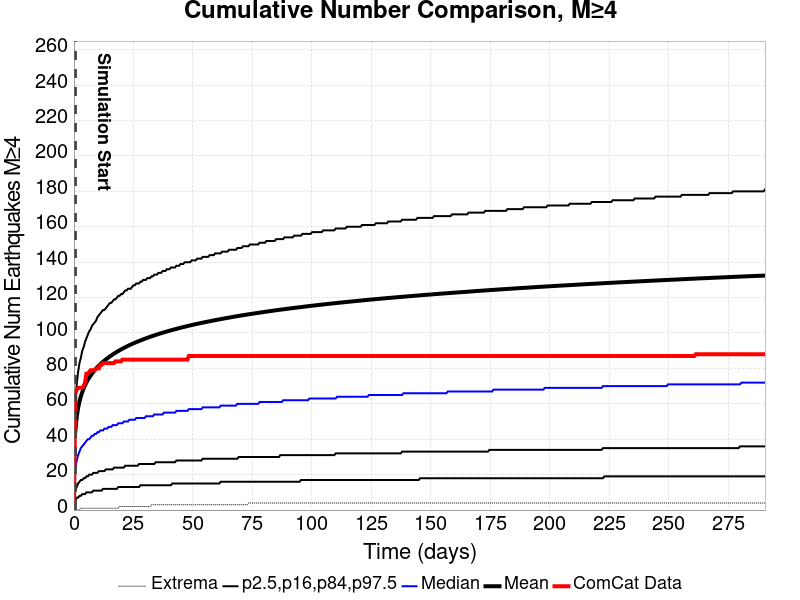 Cumulative Number Comparison, M≥4
Cumulative Num Earthquakes M≥4
260
240
220
200
180
160
140
120
100
80
60
40
20
0
Simulation Start
0 25 50 75 100 125 150 175 200 225 250 275
Time (days)
Extrema p2.5,p16,p84,p97.5 Median Mean ComCat Data